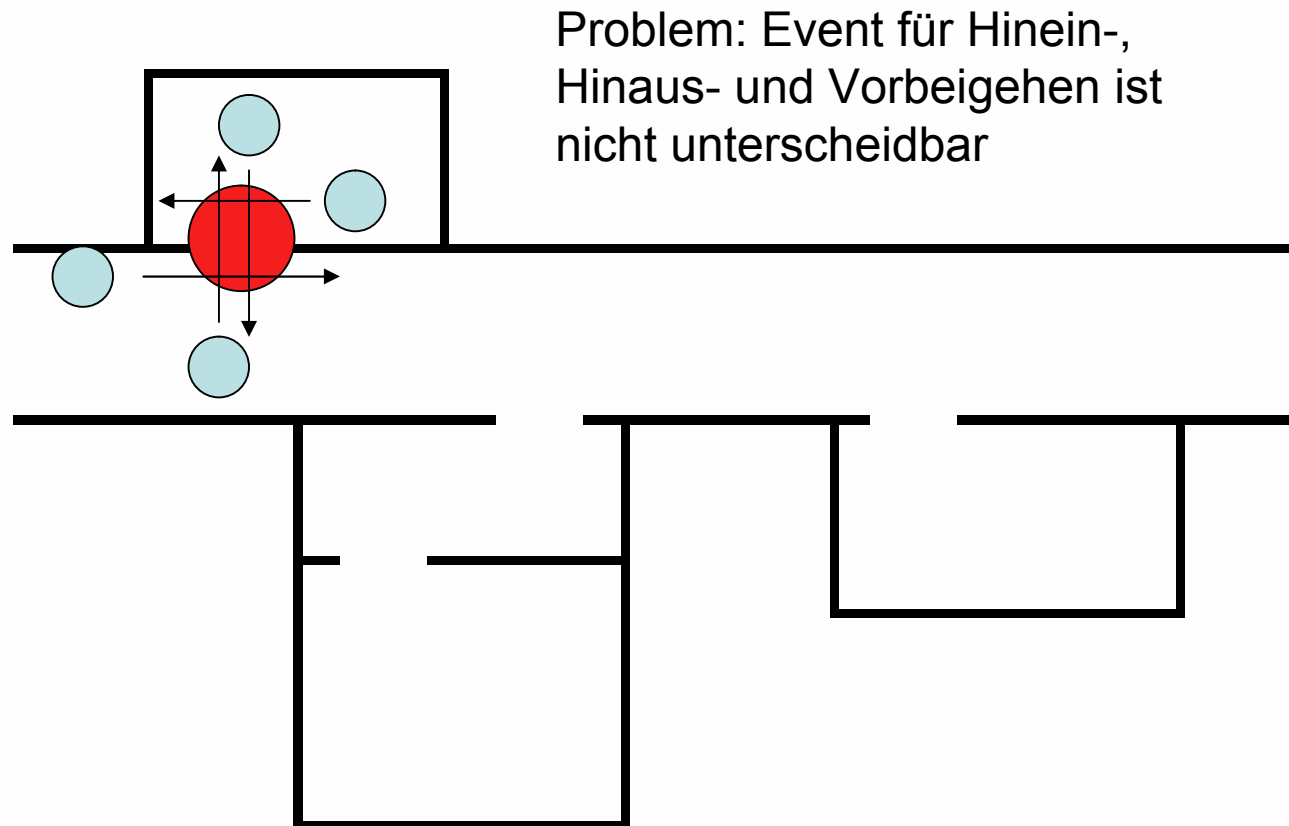 Problem: Event für Hinein-,
Hinaus- und Vorbeigehen ist
nicht unterscheidbar